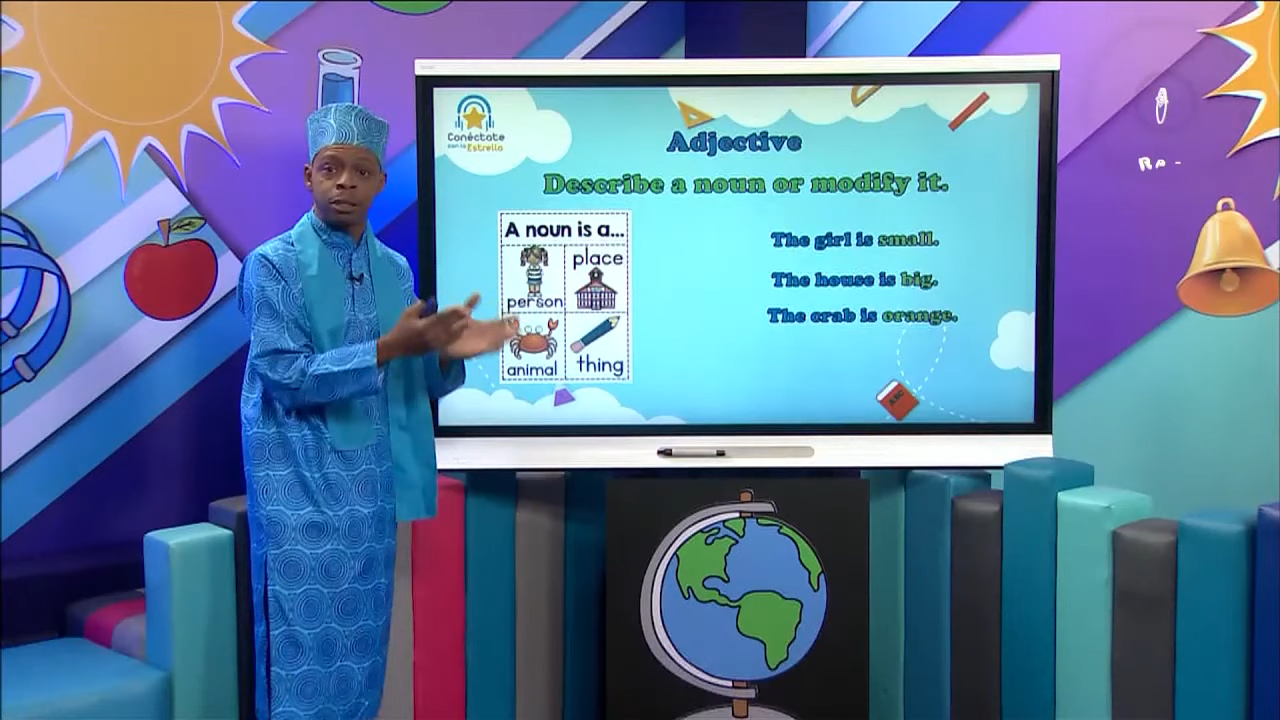 Conéctate
con la Estrella
Adjective
Describe a noun or modify it.
A noun is a...
person
place
animal
thing
The girl is small.
The house is big.
The crab is orange.
ABC